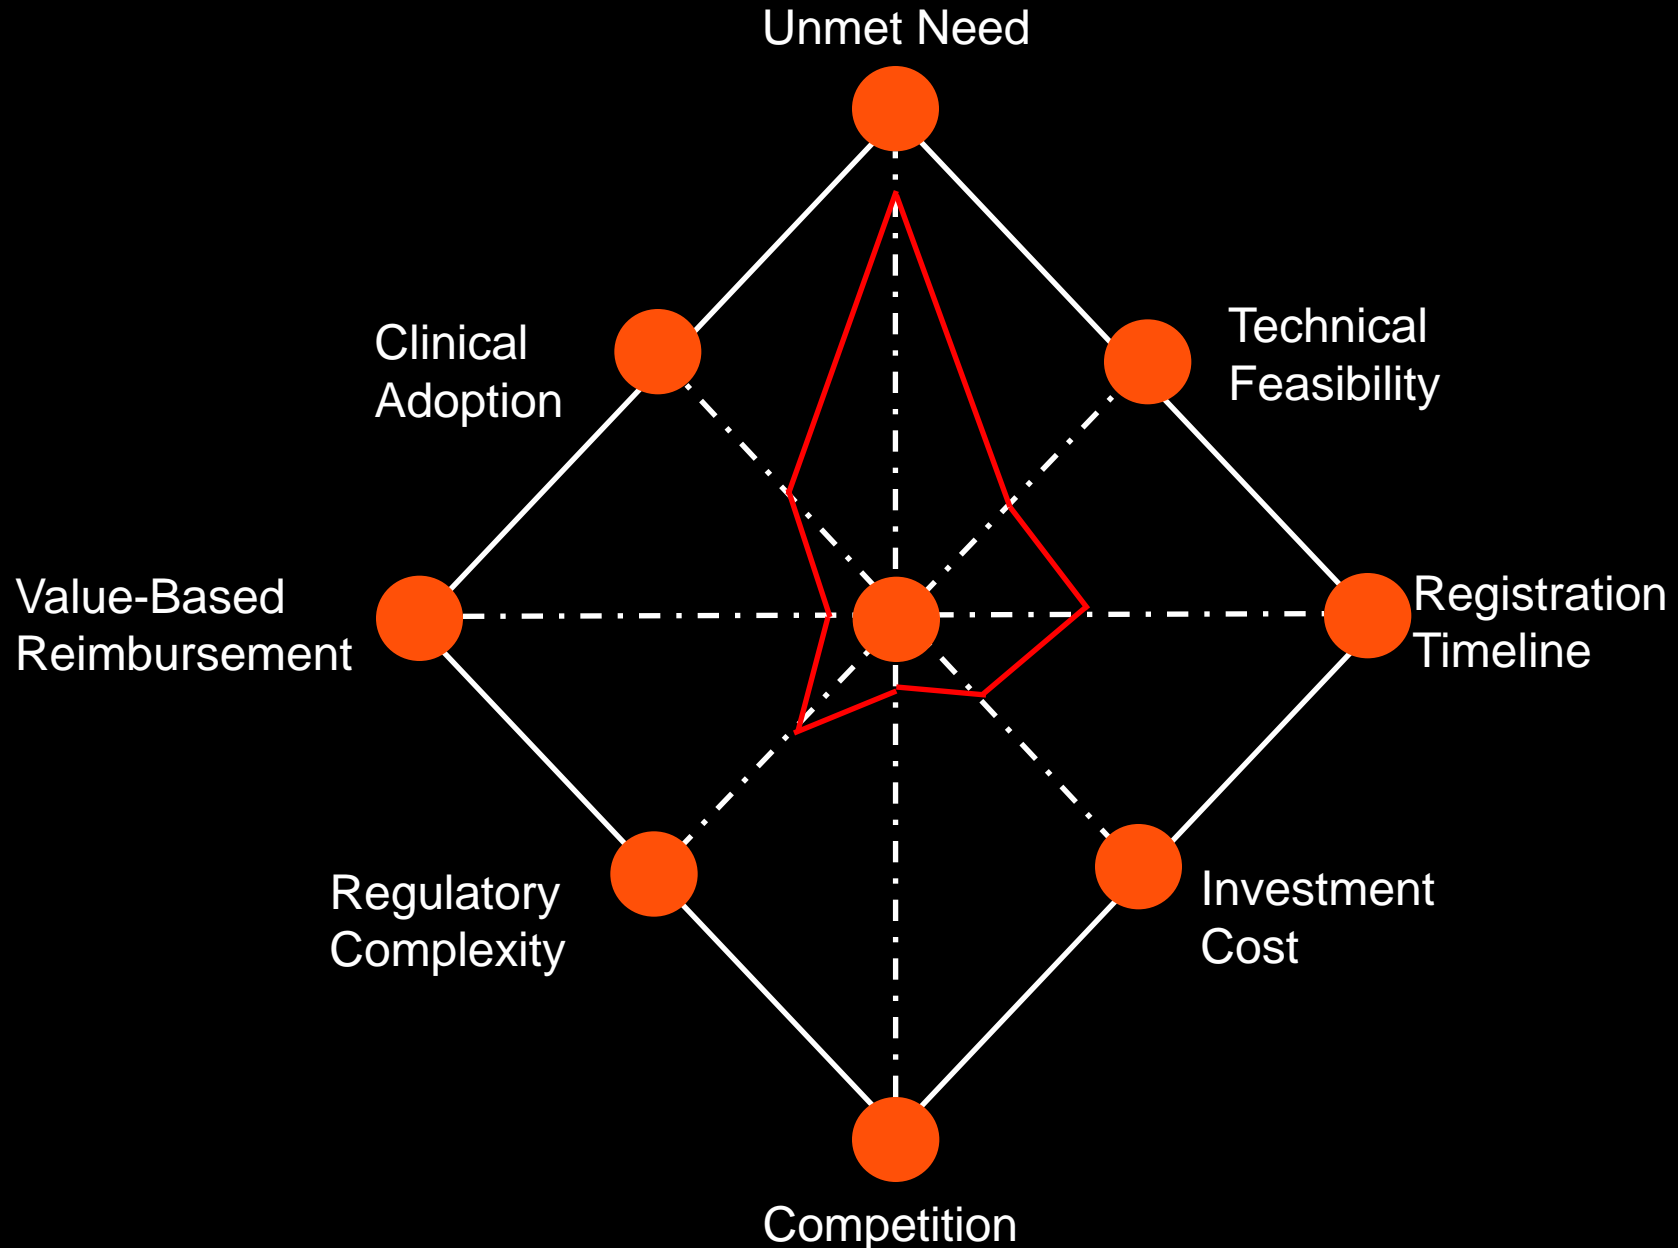 Unmet Need
Technical
Feasibility
Clinical
Adoption
Registration
Timeline
Value-Based
Reimbursement
Investment
Cost
Regulatory
Complexity
Competition